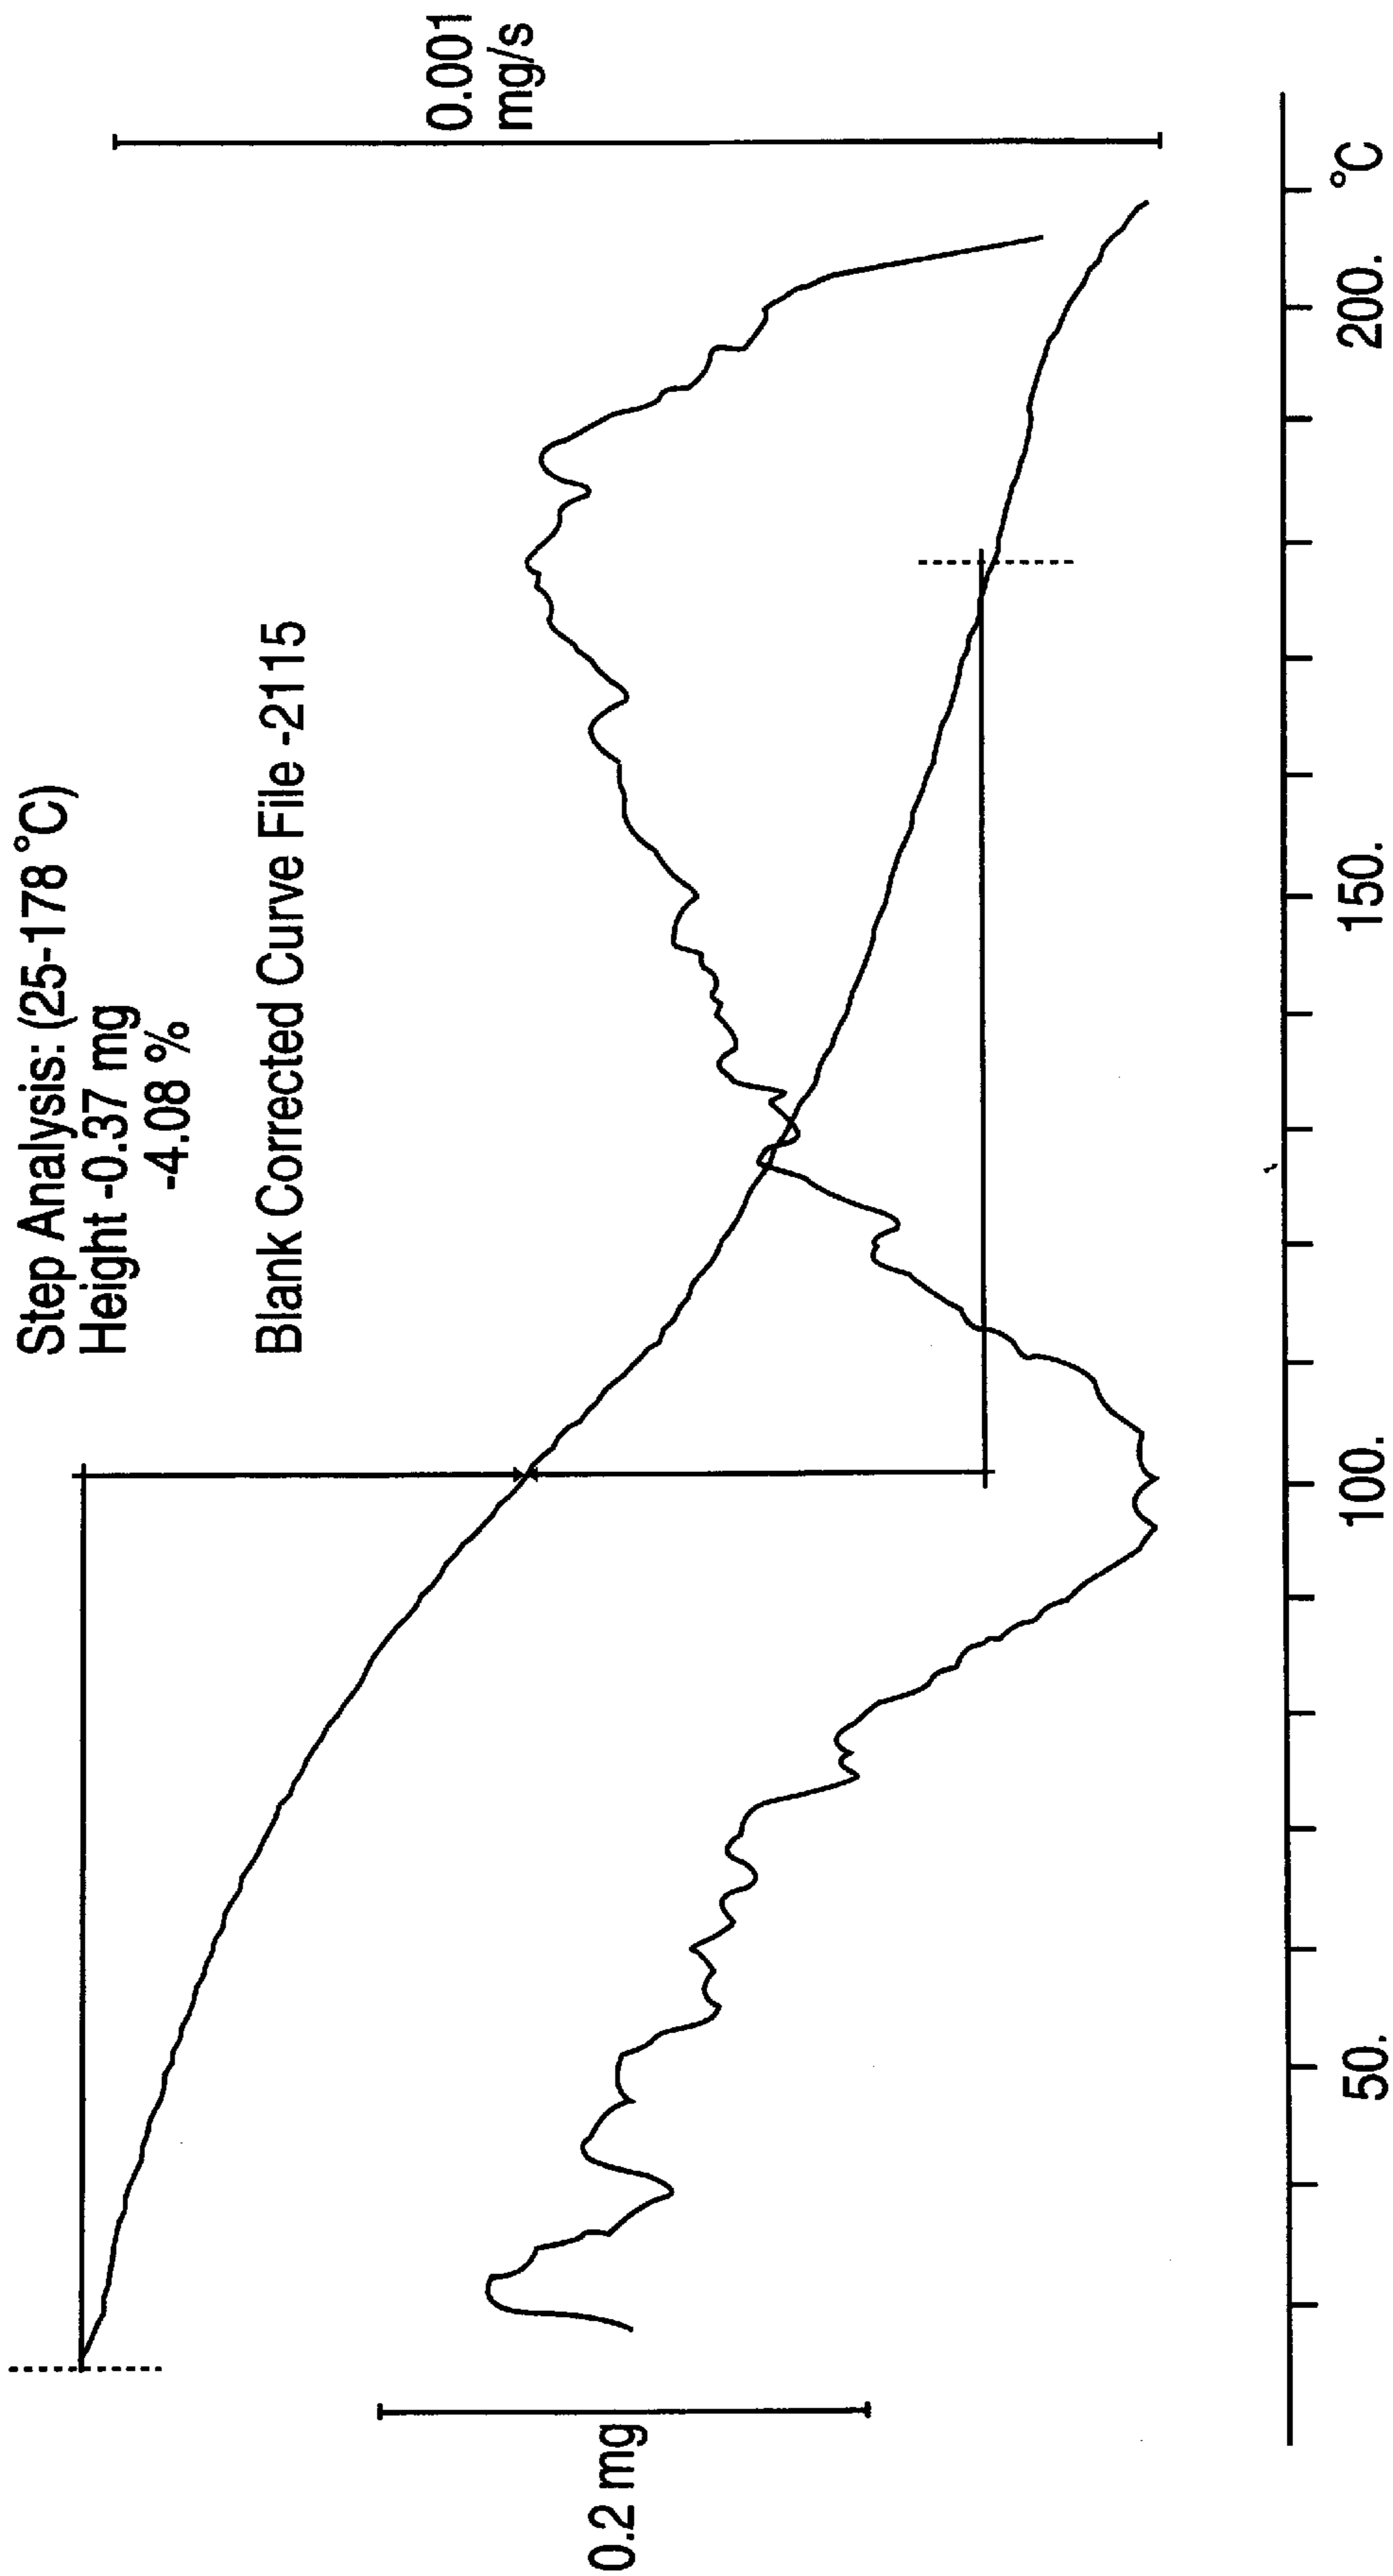 Step Analysis: (25-178 °C)
Height -0.37 mg
-4.08 %
Blank Corrected Curve File -2115
0.001
mg/s
0.2 mg
50.
100.
150.
200.
°C